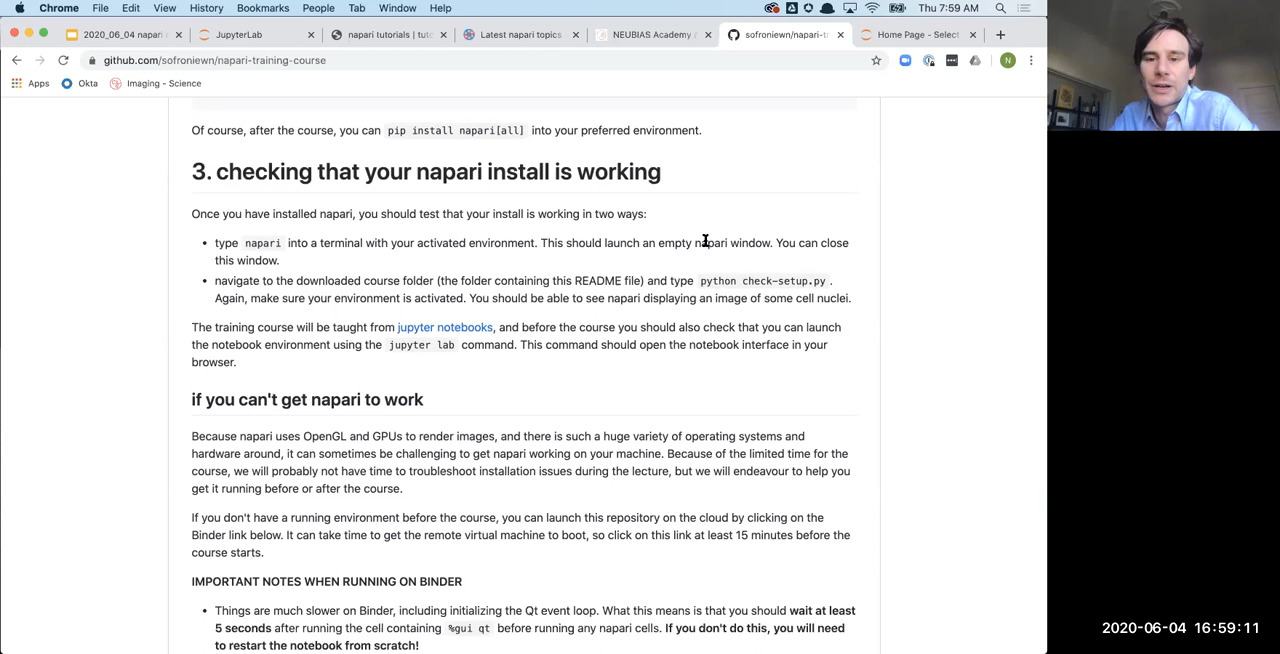 Chrome File Edit View History Bookmarks People Tab Window Help Thu 7:59 AM
2020_06_04 napari JupyterLab napari tutorials | tuto Latest napari topics NEUBIAS Academy sofroniewn/napari-tr Home Page - Select
github.com/sofroniewn/napari-training-course N
Apps Okta Imaging - Science
Of course, after the course, you can pip install napari[all] into your preferred environment.
3. checking that your napari install is working
Once you have installed napari, you should test that your install is working in two ways:
• type napari into a terminal with your activated environment. This should launch an empty napari window. You can close
this window.
• navigate to the downloaded course folder (the folder containing this README file) and type python check-setup.py .
Again, make sure your environment is activated. You should be able to see napari displaying an image of some cell nuclei.
The training course will be taught from jupyter notebooks, and before the course you should also check that you can launch
the notebook environment using the jupyter lab command. This command should open the notebook interface in your
browser.
if you can't get napari to work
Because napari uses OpenGL and GPUs to render images, and there is such a huge variety of operating systems and
hardware around, it can sometimes be challenging to get napari working on your machine. Because of the limited time for the
course, we will probably not have time to troubleshoot installation issues during the lecture, but we will endeavour to help you
get it running before or after the course.
If you don't have a running environment before the course, you can launch this repository on the cloud by clicking on the
Binder link below. It can take time to get the remote virtual machine to boot, so click on this link at least 15 minutes before the
course starts.
IMPORTANT NOTES WHEN RUNNING ON BINDER
• Things are much slower on Binder, including initializing the Qt event loop. What this means is that you should wait at least
5 seconds after running the cell containing %gui qt before running any napari cells. If you don't do this, you will need
to restart the notebook from scratch!
2020-06-04 16:59:11